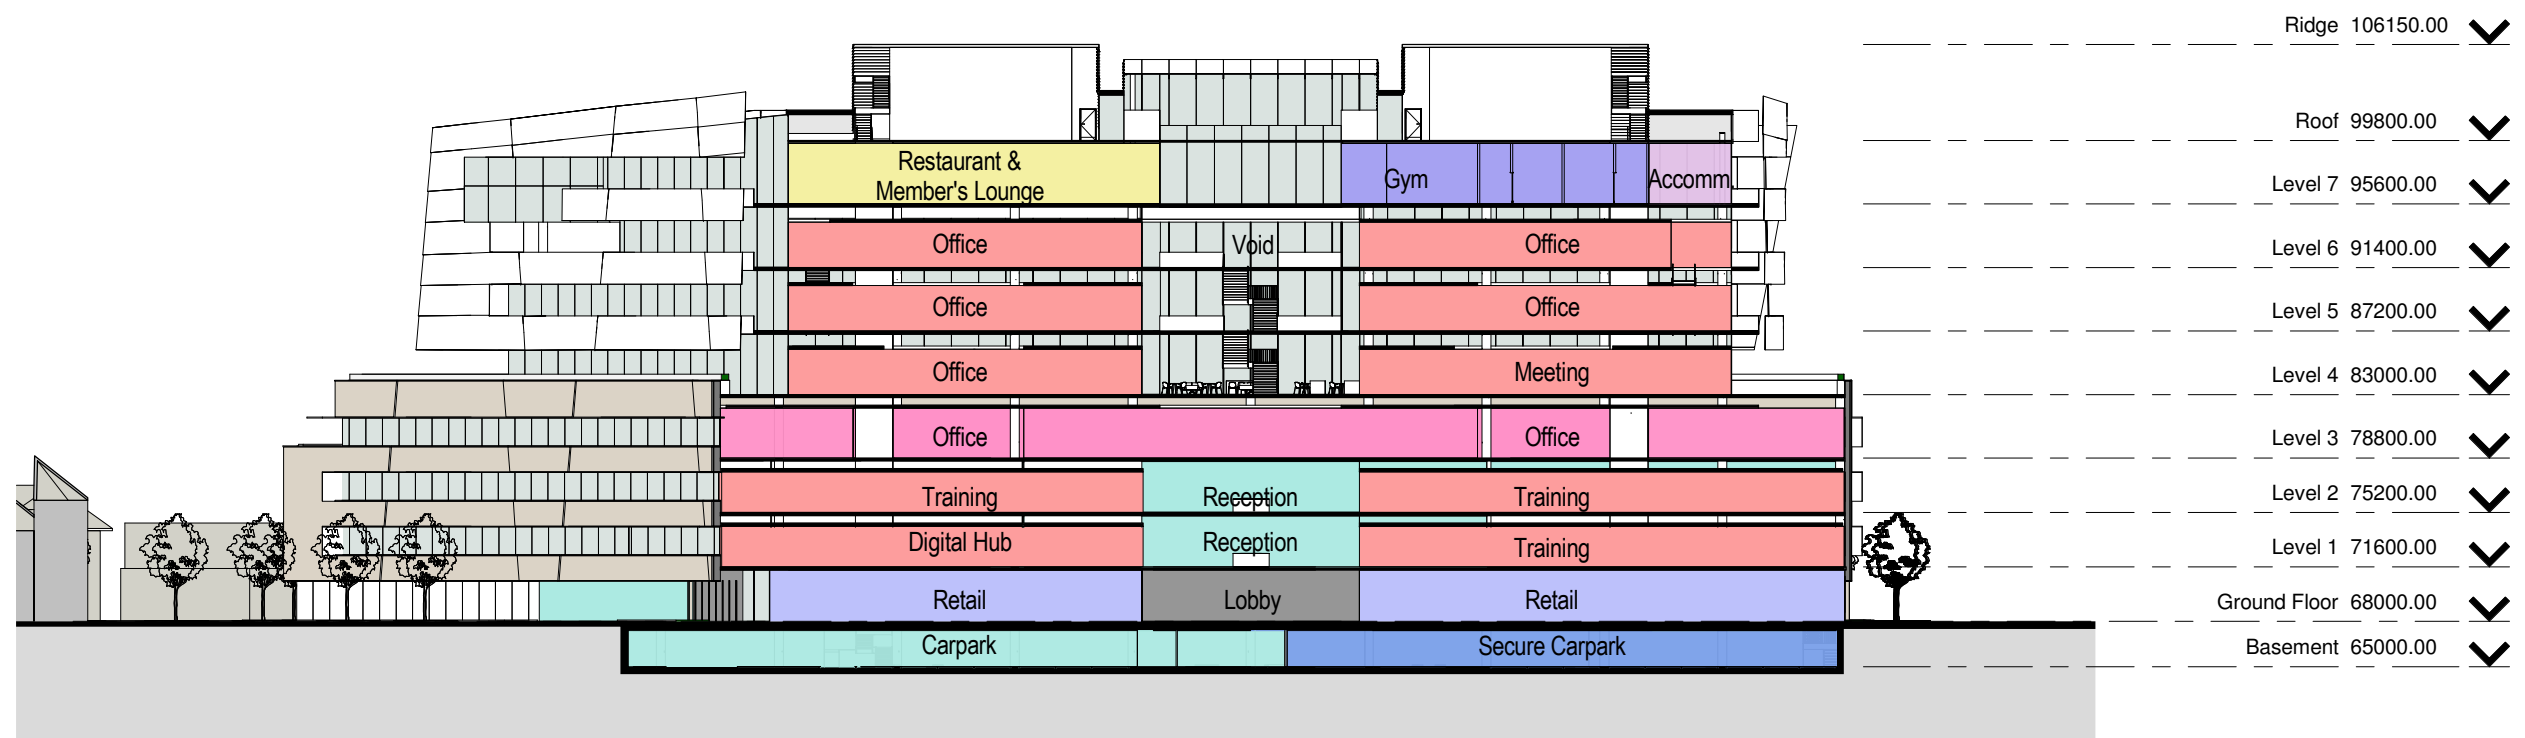 Ridge 106150.00
Roof 99800.00
Restaurant &
Member's Lounge
Gym
Accomm.
Level 7 95600.00
Office
Void
Office
Level 6 91400.00
Office
Office
Level 5 87200.00
Office
Meeting
Level 4 83000.00
Office
Office
Level 3 78800.00
Training
Reception
Training
Level 2 75200.00
Digital Hub
Reception
Training
Level 1 71600.00
Retail
Lobby
Retail
Ground Floor 68000.00
Carpark
Secure Carpark
Basement 65000.00